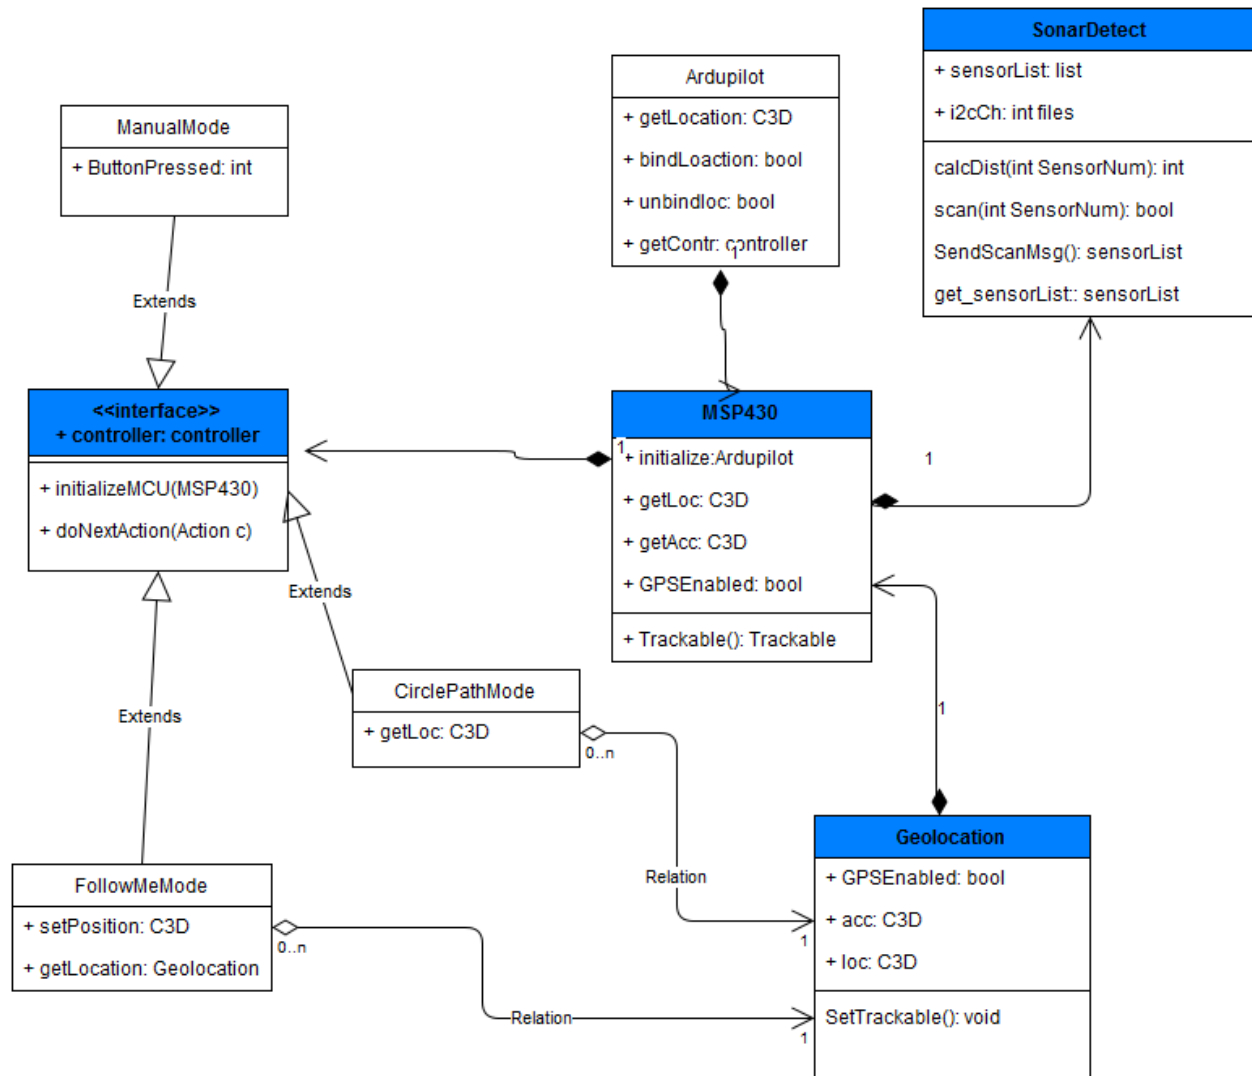 SonarDetect
+ sensorList: list
+ i2cCh: int files
calcDist(int SensorNum): int
scan(int SensorNum): bool
SendScanMsg(): sensorList
get_sensorList:: sensorList
Ardupilot
+ getLocation: C3D
+ bindLoaction: bool
+ unbindloc: bool
+ getContr: controller
1
ManualMode
+ ButtonPressed: int
Extends
<<interface>>
+ controller: controller
+ initializeMCU(MSP430)
+ doNextAction(Action c)
MSP430
1
+ initialize:Ardupilot
+ getLoc: C3D
+ getAcc: C3D
+ GPSEnabled: bool
+ Trackable(): Trackable
1
Extends
Extends
CirclePathMode
+ getLoc: C3D
0..n
1
Relation
1
FollowMeMode
+ setPosition: C3D
+ getLocation: Geolocation
0..n
Relation
1
Geolocation
+ GPSEnabled: bool
+ acc: C3D
+ loc: C3D
SetTrackable(): void